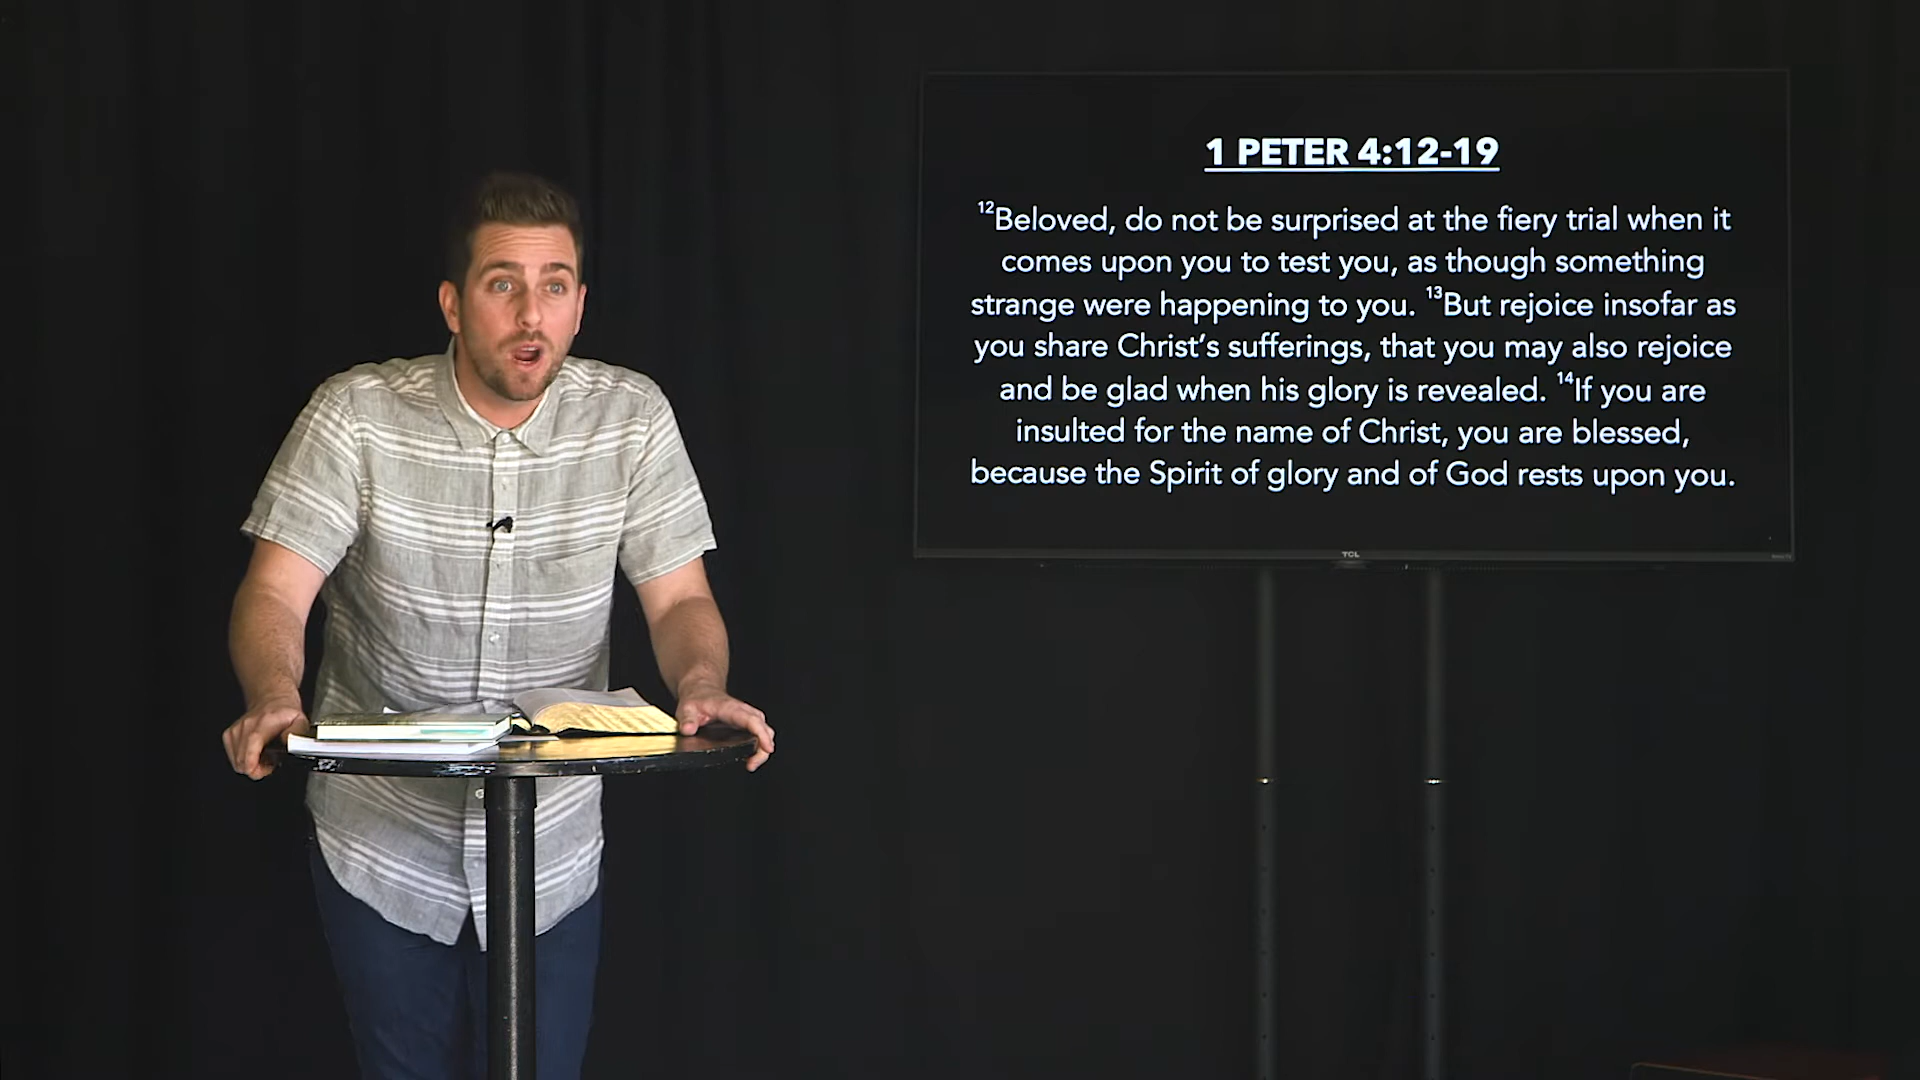 1 PETER 4:12-19
¹²Beloved, do not be surprised at the fiery trial when it
comes upon you to test you, as though something
strange were happening to you. ¹³But rejoice insofar as
you share Christ’s sufferings, that you may also rejoice
and be glad when his glory is revealed. ¹⁴If you are
insulted for the name of Christ, you are blessed,
because the Spirit of glory and of God rests upon you.
TCL